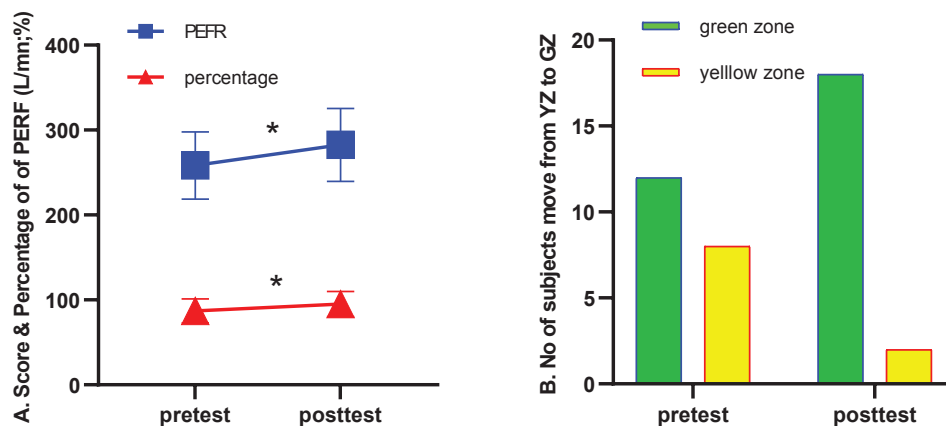 A. Score & Percentage of of PERF (L/mn;%)
PEFR
percentage
400
300
200
100
0
*
*
pretest
posttest
B. No of subjects move from YZ to GZ
green zone
yelllow zone
20
15
10
5
0
pretest
posttest